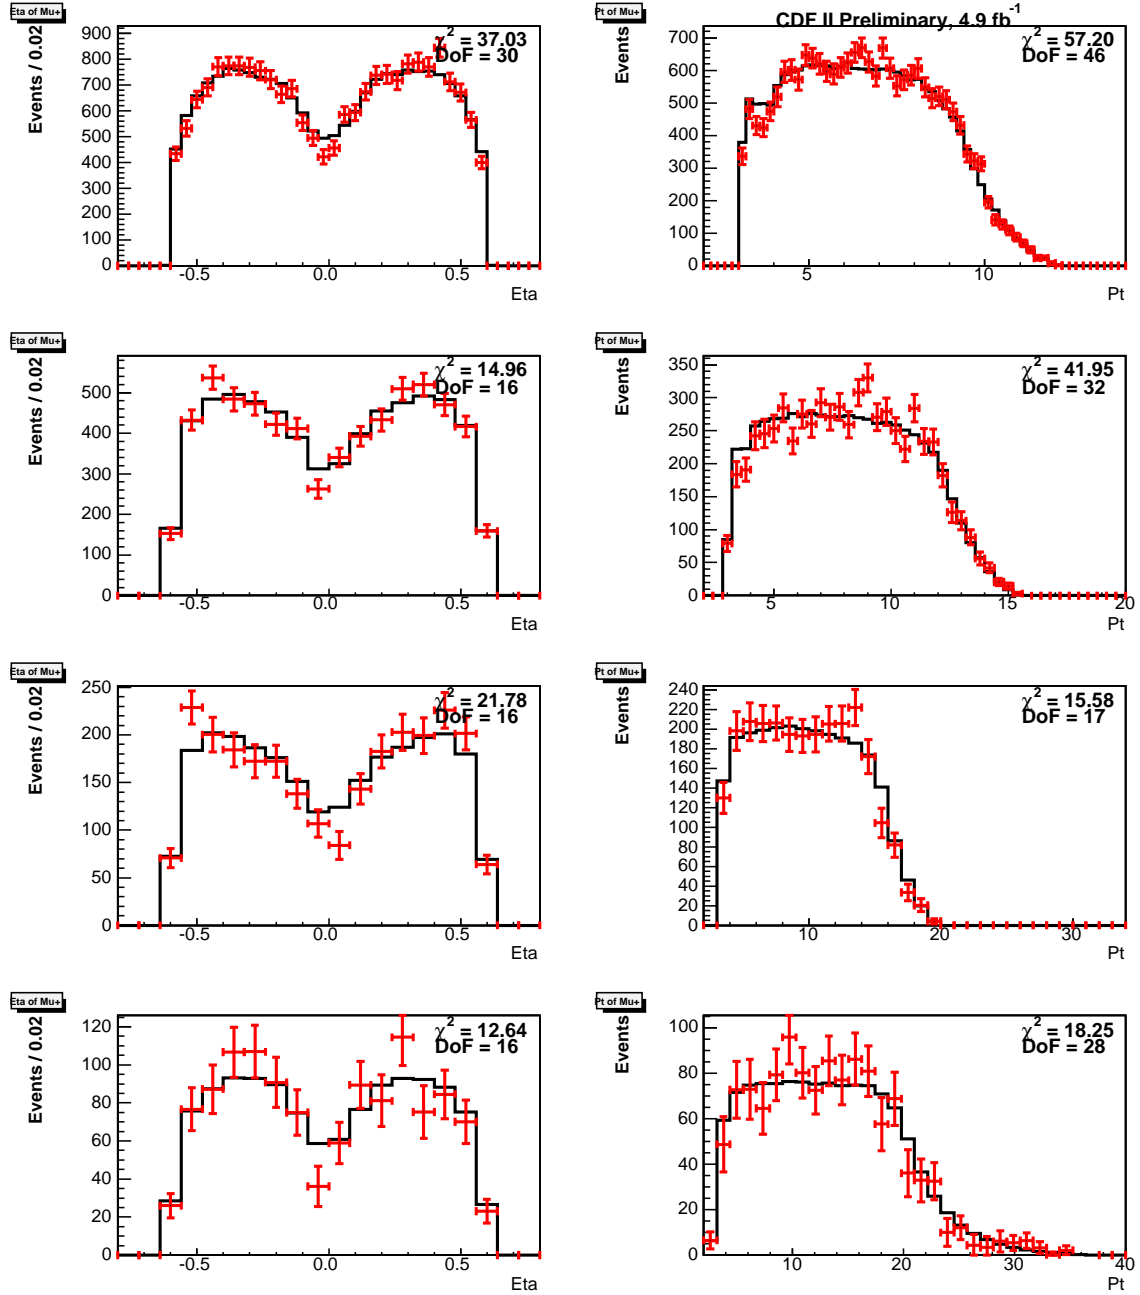 Eta of Mu+
Events / 0.02
χ² = 37.03
DoF = 30
900
800
700
600
500
400
300
200
100
0
-0.5
0.0
0.5
Eta
Pt of Mu+
CDF II Preliminary, 4.9 fb⁻¹
Events
χ² = 57.20
DoF = 46
700
600
500
400
300
200
100
0
5
10
Pt
Eta of Mu+
Events / 0.02
χ² = 14.96
DoF = 16
500
400
300
200
100
0
-0.5
0.0
0.5
Eta
Pt of Mu+
Events
χ² = 41.95
DoF = 32
350
300
250
200
150
100
50
0
5
10
15
20
Pt
Eta of Mu+
Events / 0.02
χ² = 21.78
DoF = 16
250
200
150
100
50
0
-0.5
0.0
0.5
Eta
Pt of Mu+
Events
χ² = 15.58
DoF = 17
240
220
200
180
160
140
120
100
80
60
40
20
0
10
20
30
Pt
Eta of Mu+
Events / 0.02
χ² = 12.64
DoF = 16
120
100
80
60
40
20
0
-0.5
0.0
0.5
Eta
Pt of Mu+
Events
χ² = 18.25
DoF = 28
100
80
60
40
20
0
10
20
30
40
Pt